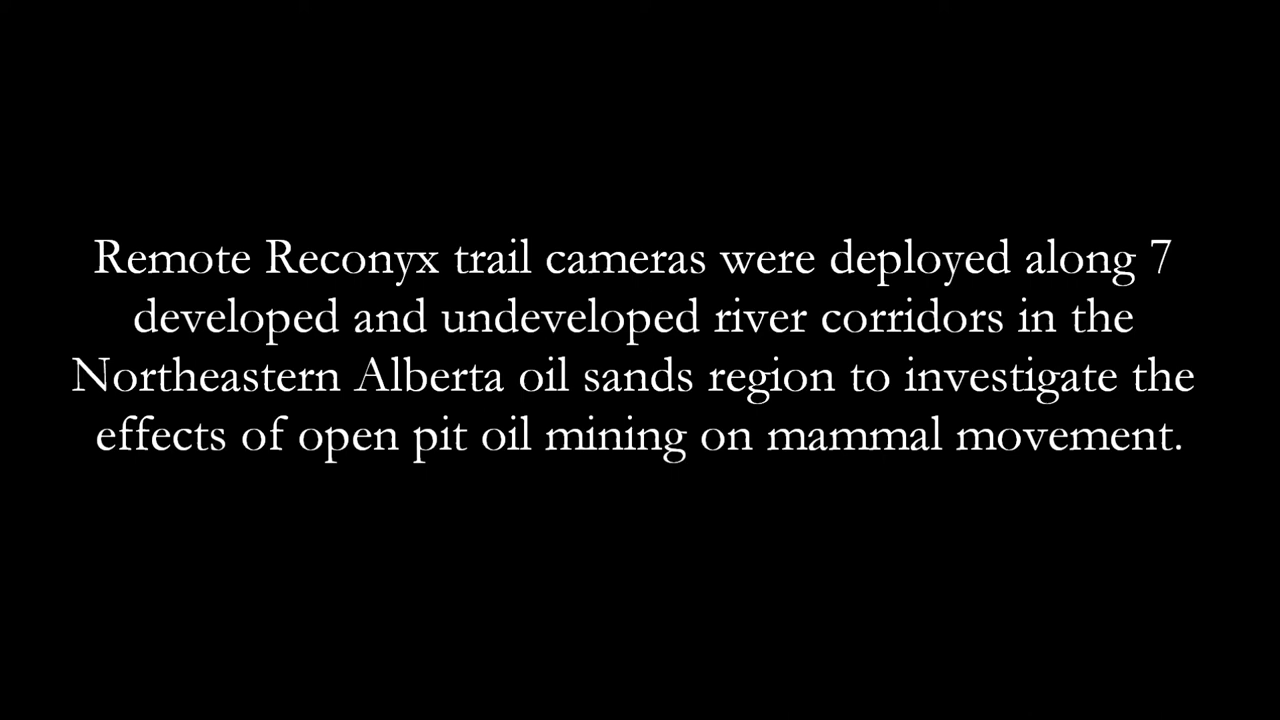 Remote Reconyx trail cameras were deployed along 7
developed and undeveloped river corridors in the
Northeastern Alberta oil sands region to investigate the
effects of open pit oil mining on mammal movement.